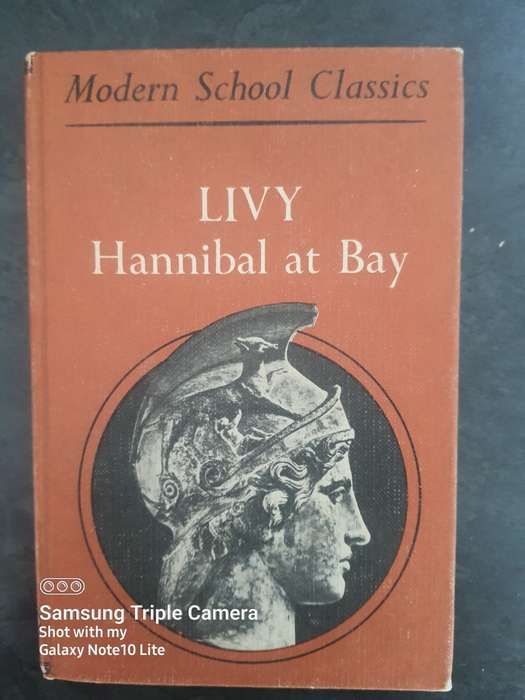 Modern School Classics
LIVY
Hannibal at Bay
Samsung Triple Camera
Shot with my
Galaxy Note10 Lite